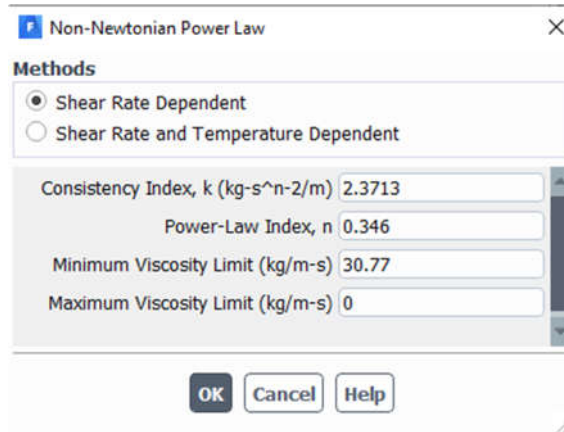 Non-Newtonian Power Law
Methods
Shear Rate Dependent
Shear Rate and Temperature Dependent
Consistency Index, k (kg-s^n-2/m) 2.3713
Power-Law Index, n 0.346
Minimum Viscosity Limit (kg/m-s) 30.77
Maximum Viscosity Limit (kg/m-s) 0
OK Cancel Help